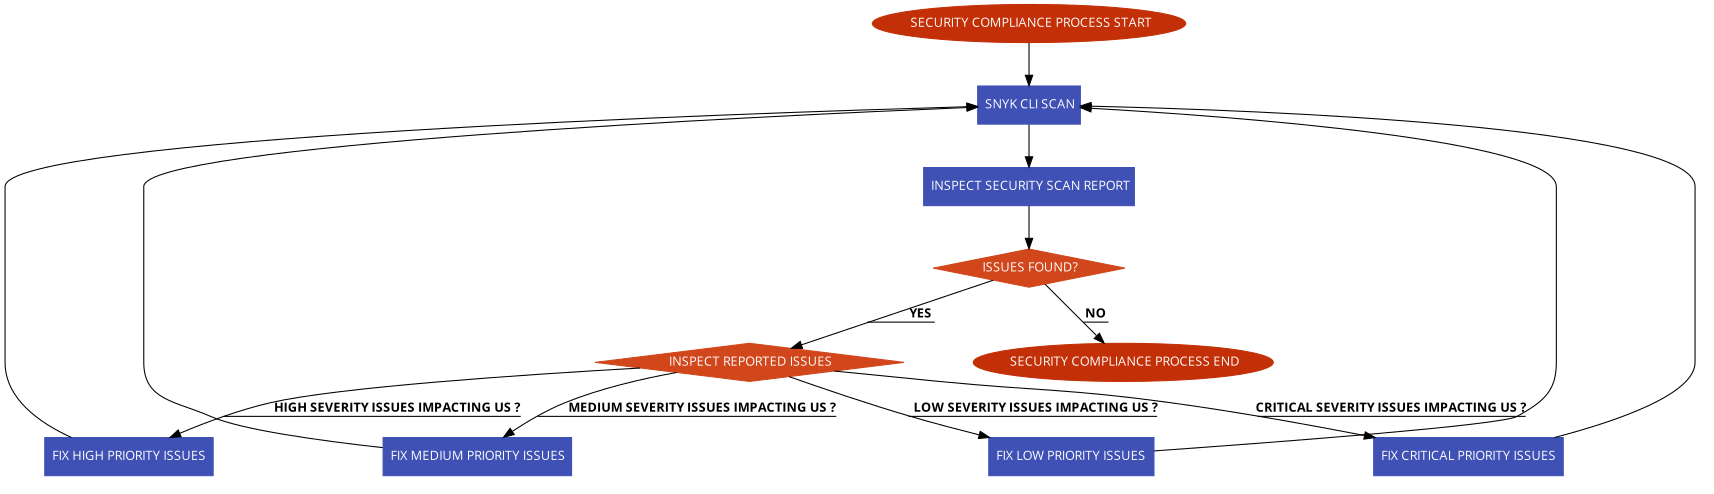 SECURITY COMPLIANCE PROCESS START
SNYK CLI SCAN
INSPECT SECURITY SCAN REPORT
ISSUES FOUND?
YES
NO
INSPECT REPORTED ISSUES
SECURITY COMPLIANCE PROCESS END
HIGH SEVERITY ISSUES IMPACTING US ?
MEDIUM SEVERITY ISSUES IMPACTING US ?
LOW SEVERITY ISSUES IMPACTING US ?
CRITICAL SEVERITY ISSUES IMPACTING US ?
FIX HIGH PRIORITY ISSUES
FIX MEDIUM PRIORITY ISSUES
FIX LOW PRIORITY ISSUES
FIX CRITICAL PRIORITY ISSUES